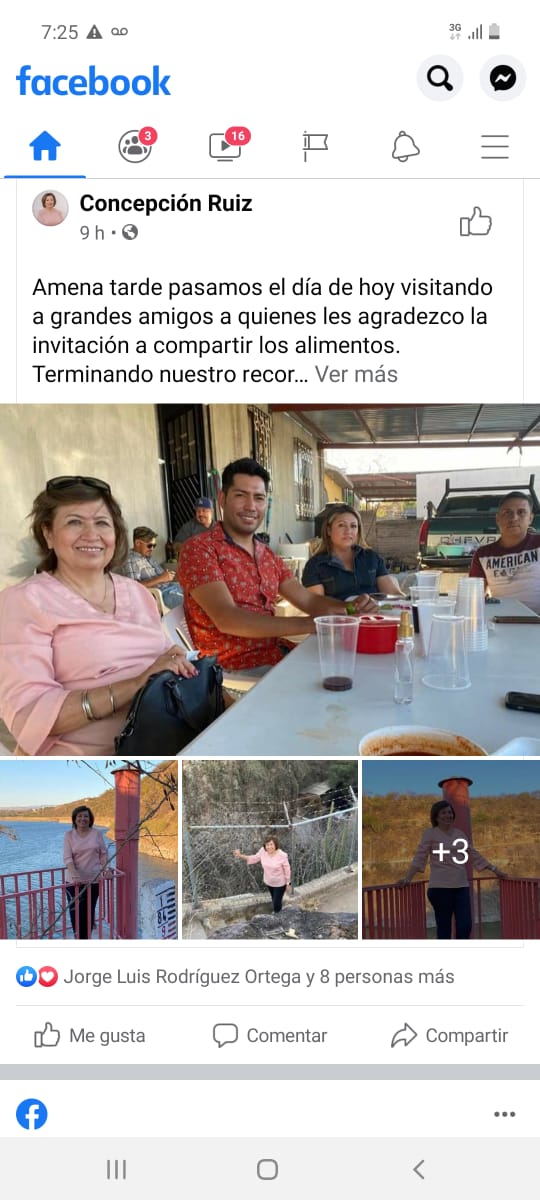 7:25
3G
facebook
3
16
Concepción Ruiz
9 h •
Amena tarde pasamos el día de hoy visitando
a grandes amigos a quienes les agradezco la
invitación a compartir los alimentos.
Terminando nuestro recor... Ver más
CHEVRO
AMERICAN
+3
Jorge Luis Rodríguez Ortega y 8 personas más
Me gusta
Comentar
Compartir